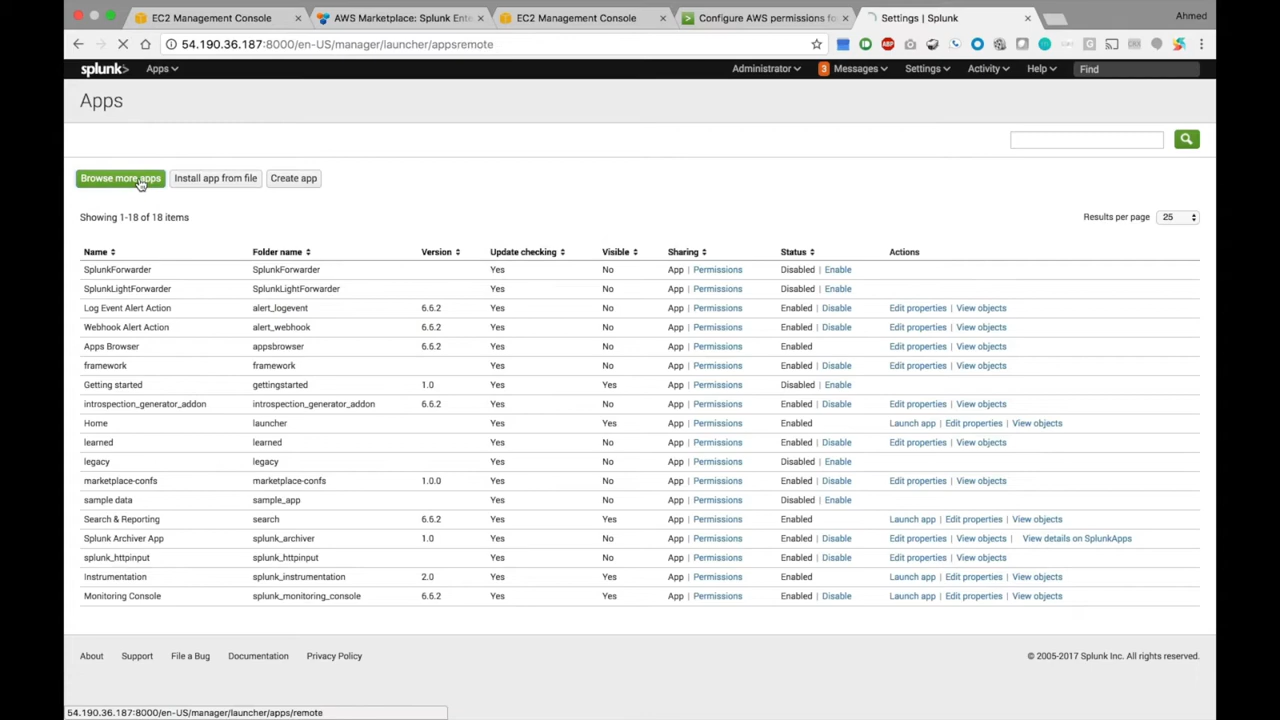 EC2 Management Console
AWS Marketplace: Splunk Ente
EC2 Management Console
Configure AWS permissions fo
Settings | Splunk
Ahmed
54.190.36.187:8000/en-US/manager/launcher/appsremote
ABP
splunk>
Apps
Administrator
3 Messages
Settings
Activity
Help
Find
Apps
Browse more apps
Install app from file
Create app
Showing 1-18 of 18 items
Results per page 25
Name Folder name Version Update checking Visible Sharing Status Actions
SplunkForwarder SplunkForwarder Yes No App | Permissions Disabled | Enable
SplunkLightForwarder SplunkLightForwarder Yes No App | Permissions Disabled | Enable
Log Event Alert Action alert_logevent 6.6.2 Yes No App | Permissions Enabled | Disable Edit properties | View objects
Webhook Alert Action alert_webhook 6.6.2 Yes No App | Permissions Enabled | Disable Edit properties | View objects
Apps Browser appsbrowser 6.6.2 Yes No App | Permissions Enabled Edit properties | View objects
framework framework Yes No App | Permissions Enabled | Disable Edit properties | View objects
Getting started gettingstarted 1.0 Yes Yes App | Permissions Disabled | Enable
introspection_generator_addon introspection_generator_addon 6.6.2 Yes No App | Permissions Enabled | Disable Edit properties | View objects
Home launcher Yes Yes App | Permissions Enabled Launch app | Edit properties | View objects
learned learned Yes No App | Permissions Enabled | Disable Edit properties | View objects
legacy legacy Yes No App | Permissions Disabled | Enable
marketplace-confs marketplace-confs 1.0.0 Yes No App | Permissions Enabled | Disable Edit properties | View objects
sample data sample_app Yes No App | Permissions Disabled | Enable
Search & Reporting search 6.6.2 Yes Yes App | Permissions Enabled Launch app | Edit properties | View objects
Splunk Archiver App splunk_archiver 1.0 Yes No App | Permissions Enabled | Disable Edit properties | View objects | View details on SplunkApps
splunk_httpinput splunk_httpinput Yes No App | Permissions Enabled | Disable Edit properties | View objects
Instrumentation splunk_instrumentation 2.0 Yes Yes App | Permissions Enabled Launch app | Edit properties | View objects
Monitoring Console splunk_monitoring_console 6.6.2 Yes Yes App | Permissions Enabled | Disable Launch app | Edit properties | View objects
About
Support
File a Bug
Documentation
Privacy Policy
© 2005-2017 Splunk Inc. All rights reserved.
54.190.36.187:8000/en-US/manager/launcher/apps/remote